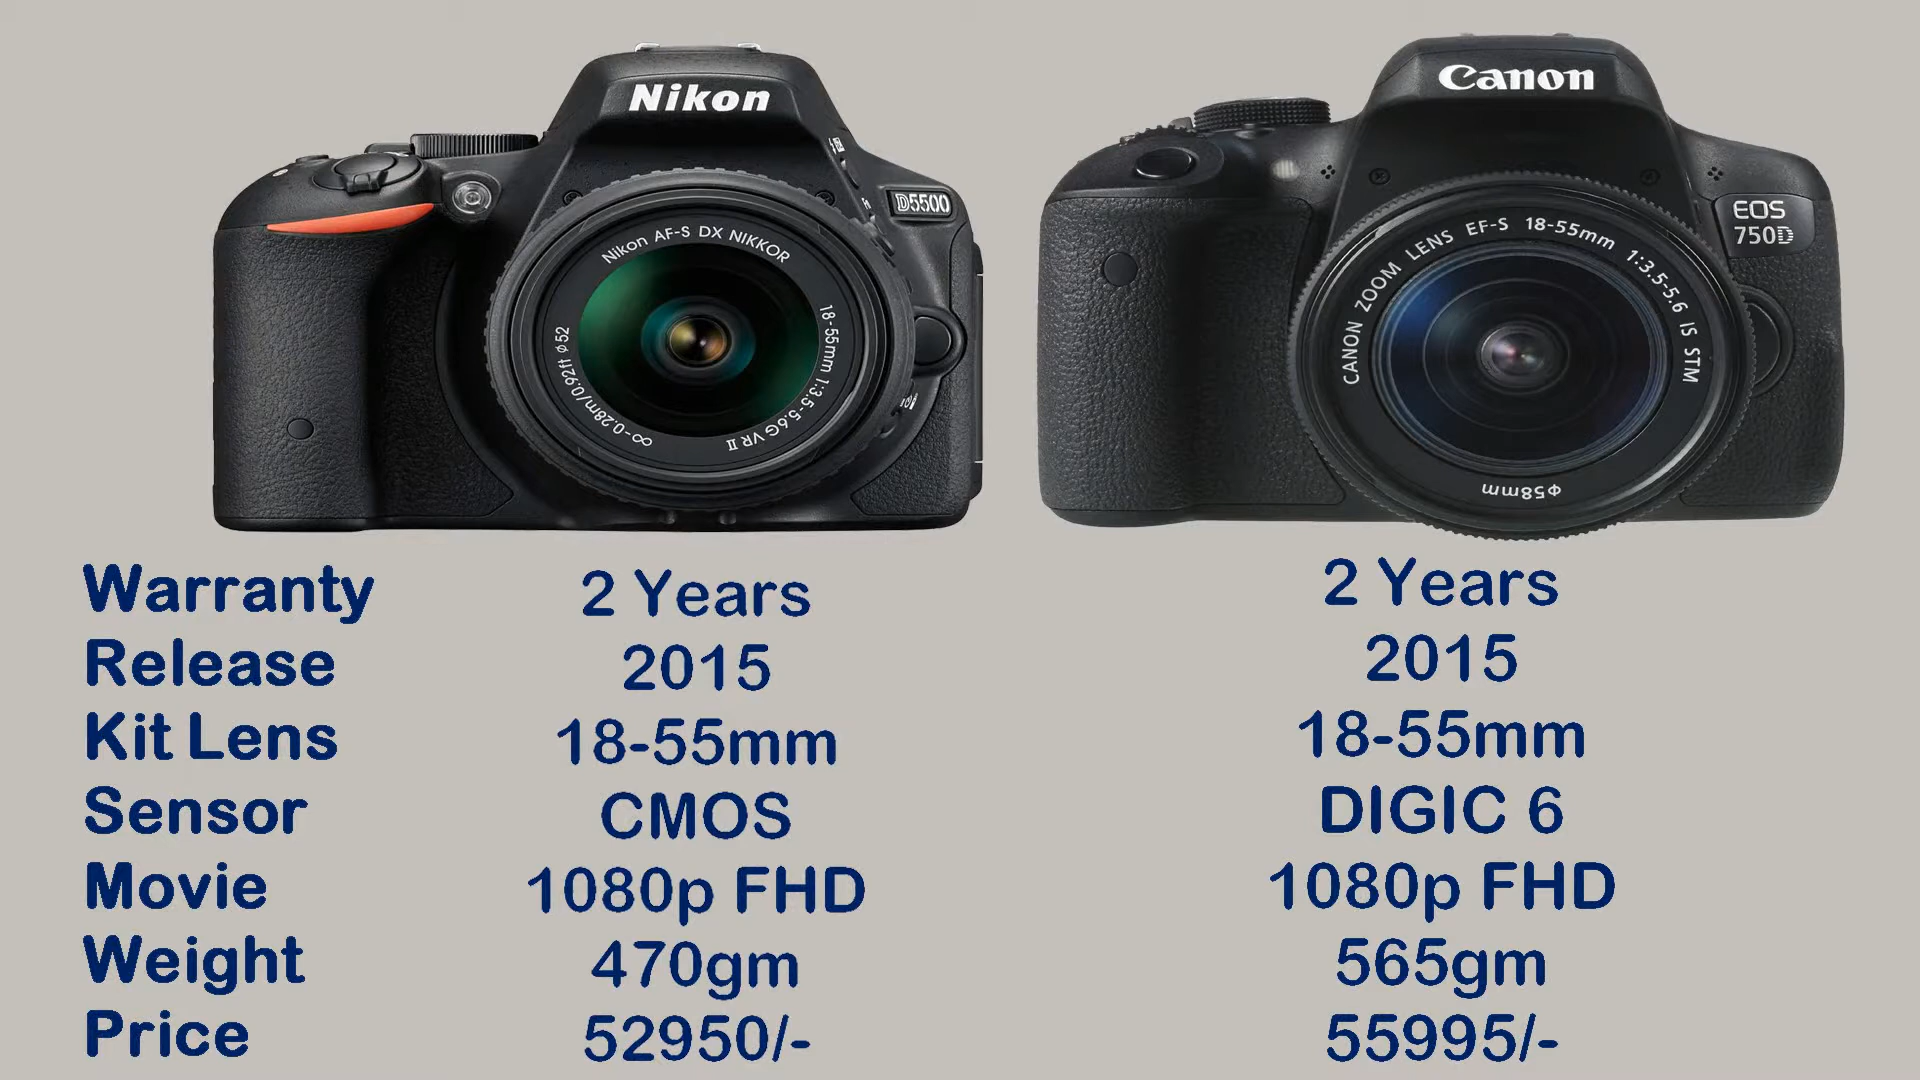 Nikon
D5500
Nikon AF-S DX NIKKOR
18-55mm 1:3.5-5.6G VR II
∞-0.28m/0.92ft φ52
Canon
EOS
750D
CANON ZOOM LENS EF-S 18-55mm 1:3.5-5.6 IS STM
φ58mm
Warranty 2 Years 2 Years
Release 2015 2015
Kit Lens 18-55mm 18-55mm
Sensor CMOS DIGIC 6
Movie 1080p FHD 1080p FHD
Weight 470gm 565gm
Price 52950/- 55995/-